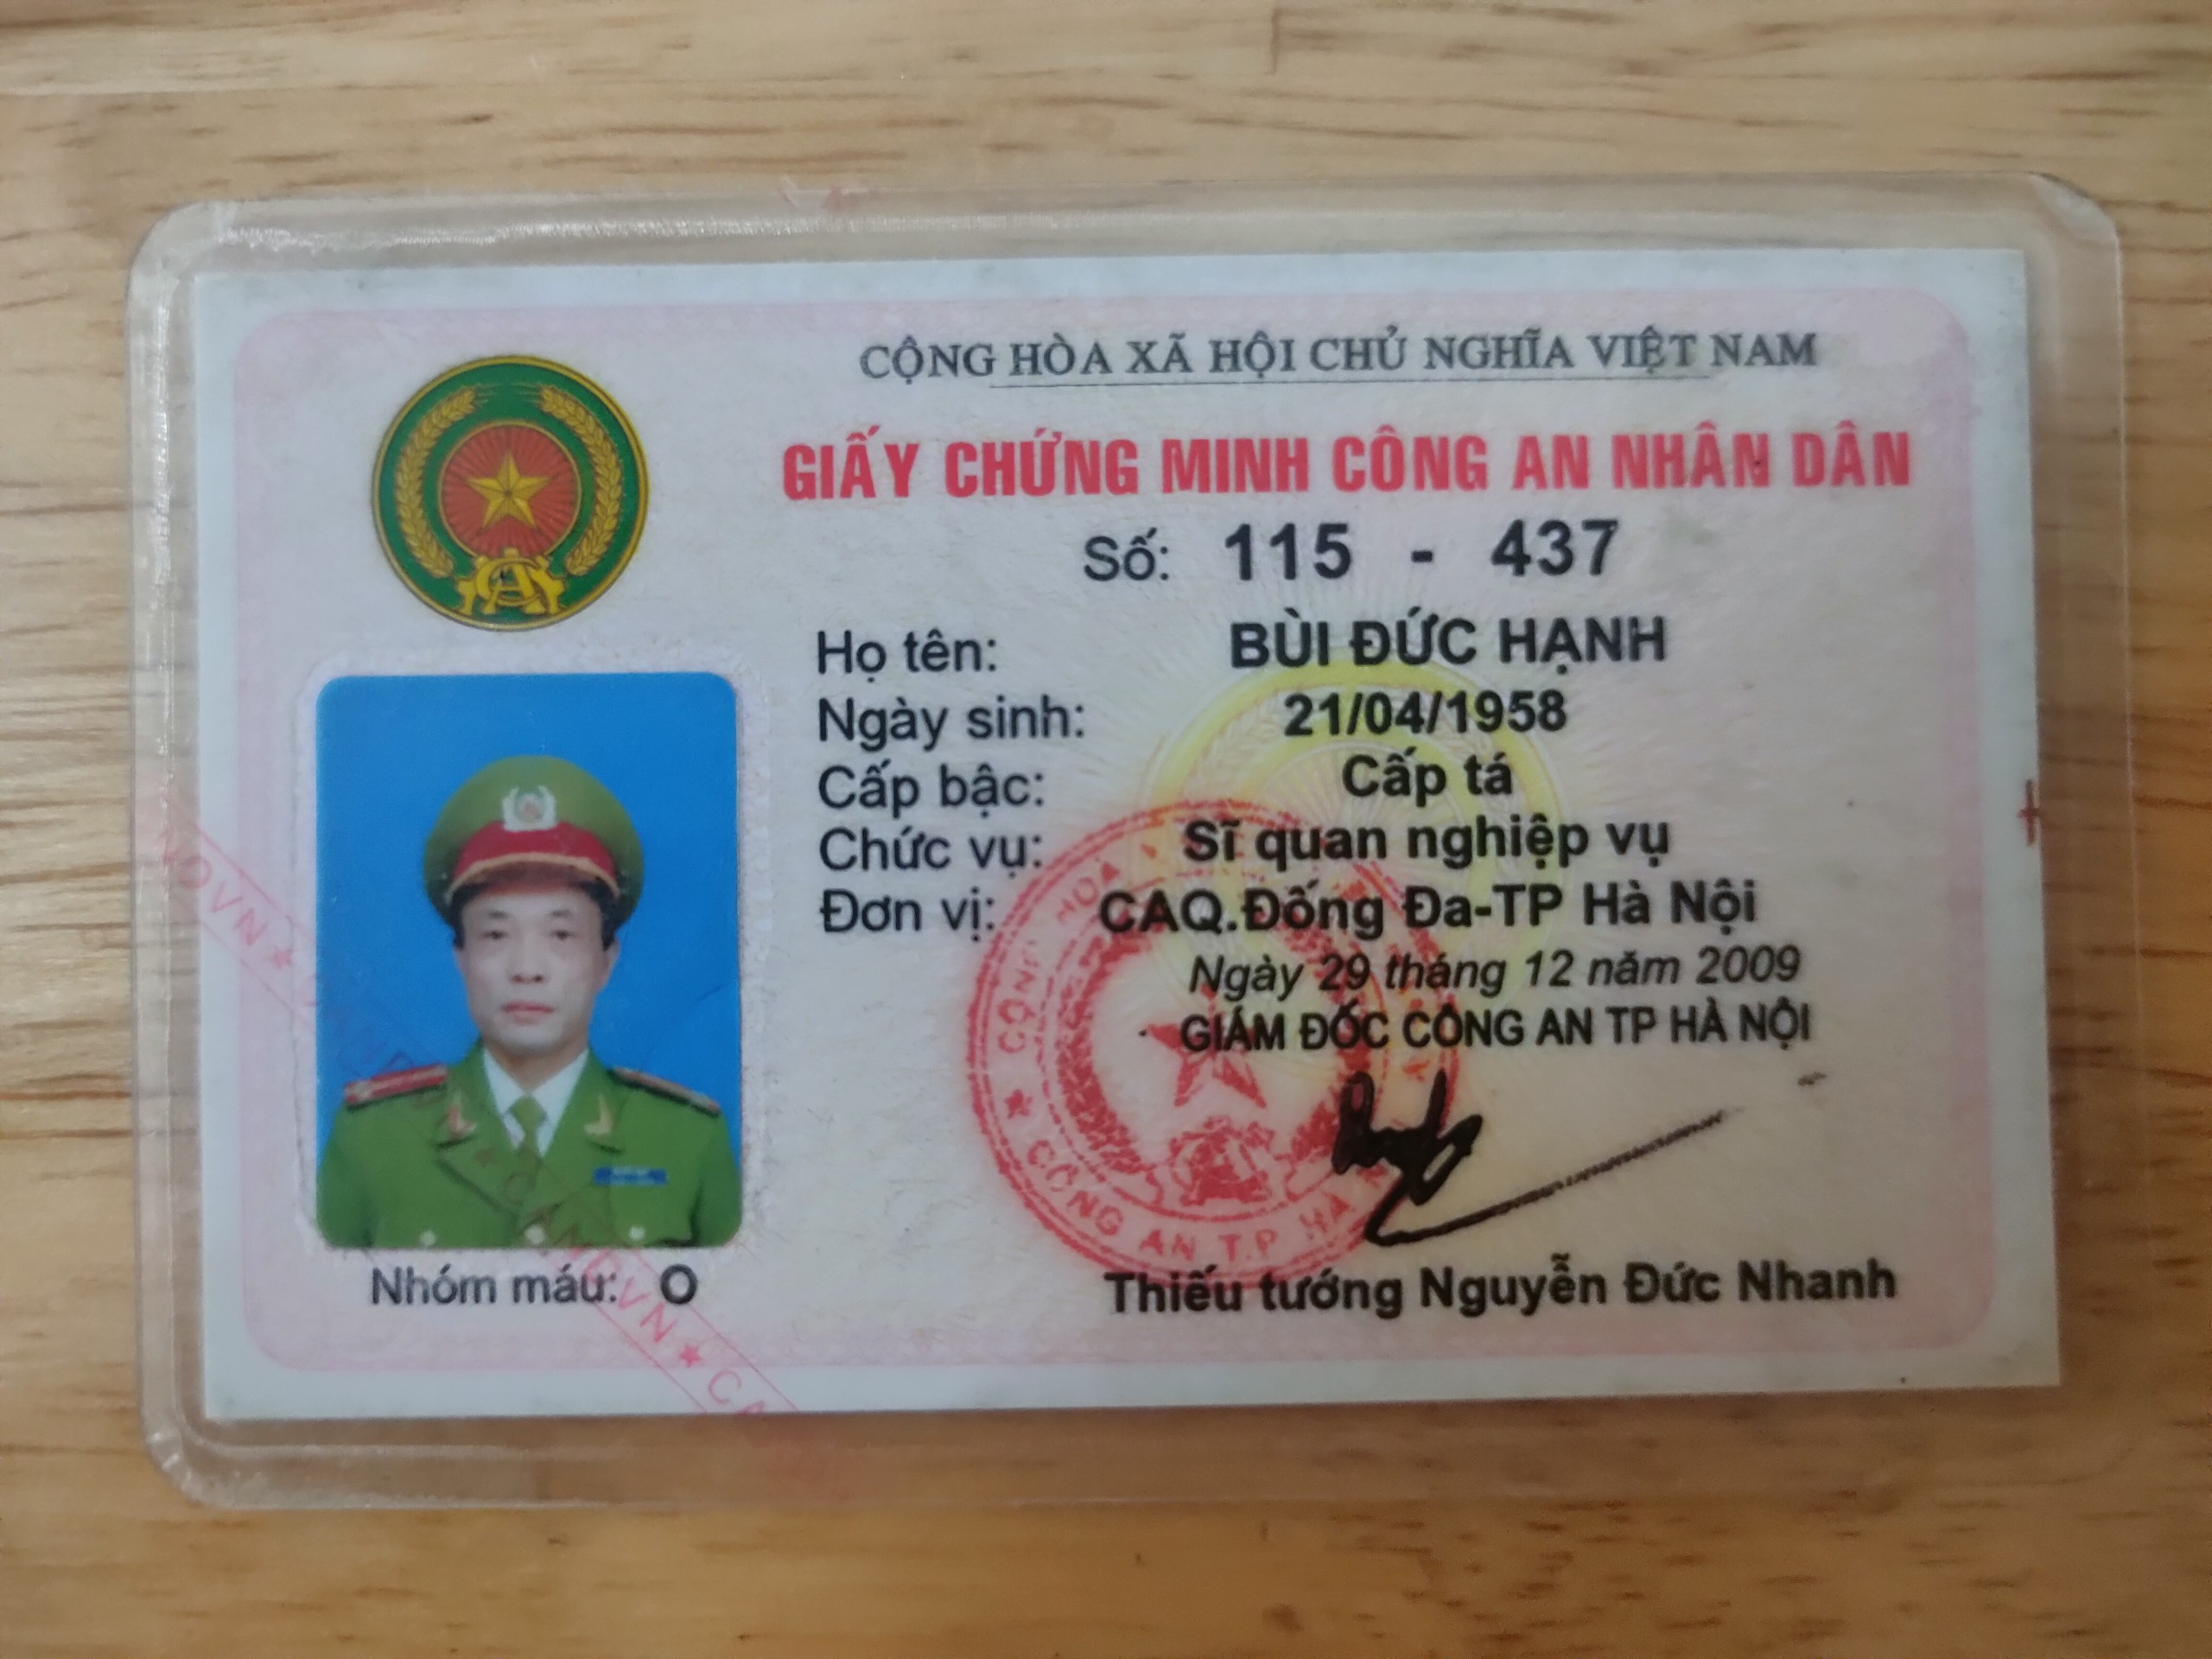 CỘNG HÒA XÃ HỘI CHỦ NGHĨA VIỆT NAM
GIẤY CHỨNG MINH CÔNG AN NHÂN DÂN
Số: 115 - 437
Họ tên: BÙI ĐỨC HẠNH
Ngày sinh: 21/04/1958
Cấp bậc: Cấp tá
Chức vụ: Sĩ quan nghiệp vụ
Đơn vị: CAQ.Đống Đa-TP Hà Nội
Ngày 29 tháng 12 năm 2009
GIÁM ĐỐC CÔNG AN TP HÀ NỘI
CÔNG AN T.P HÀ
Thiếu tướng Nguyễn Đức Nhanh
Nhóm máu: O